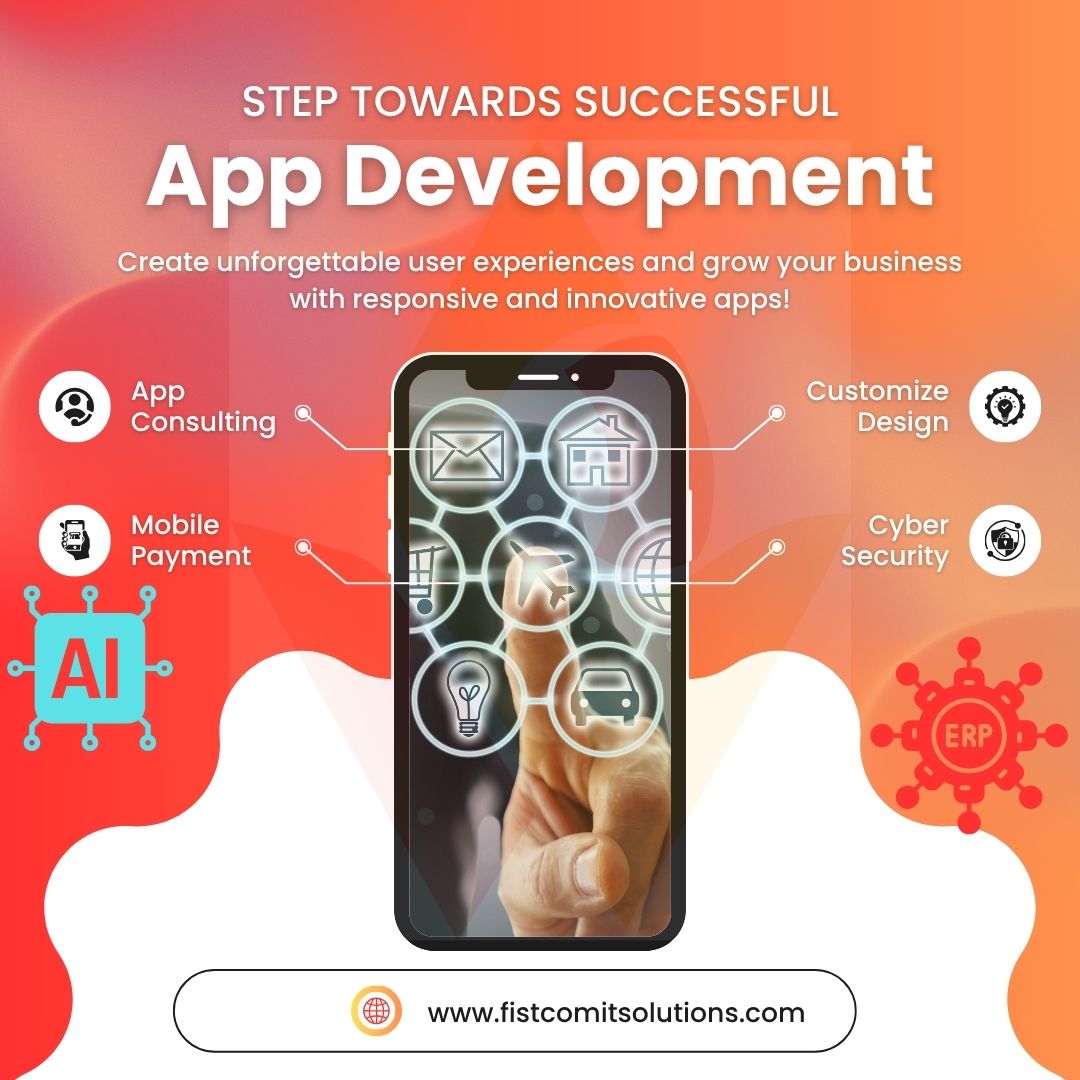 STEP TOWARDS SUCCESSFUL
App Development
Create unforgettable user experiences and grow your business
with responsive and innovative apps!
App
Consulting
Customize
Design
Mobile
Payment
Cyber
Security
AI
ERP
www.fistcomitsolutions.com